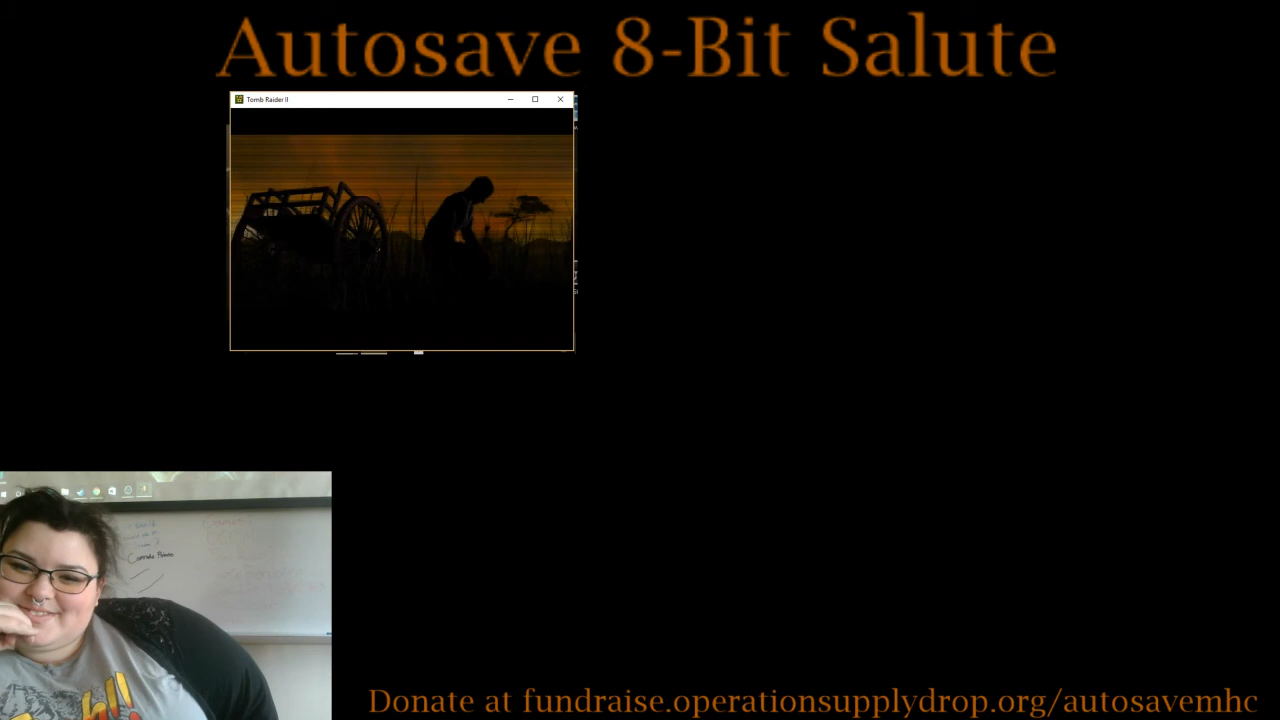 Autosave 8-Bit Salute
Tomb Raider II
Donate at fundraise.operationsupplydrop.org/autosavemhc